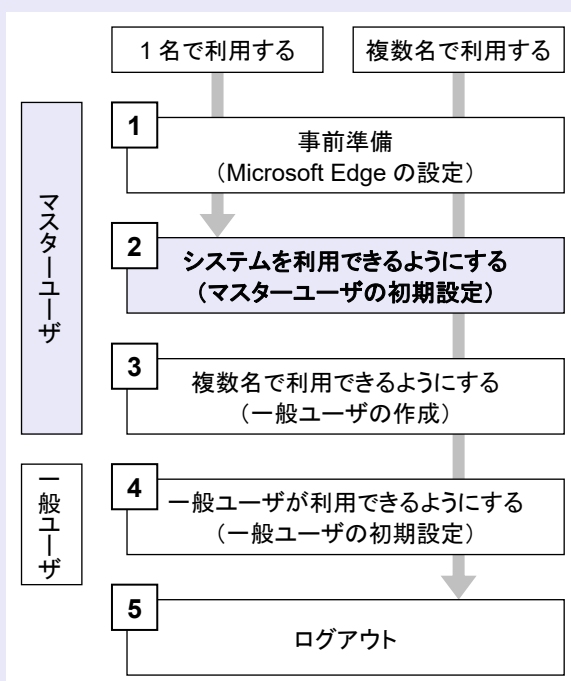 1 名で利用する
複数名で利用する
マスターユーザ
1
事前準備
（Microsoft Edge の設定）
2
システムを利用できるようにする
（マスターユーザの初期設定）
3
複数名で利用できるようにする
（一般ユーザの作成）
一般ユーザ
4
一般ユーザが利用できるようにする
（一般ユーザの初期設定）
5
ログアウト